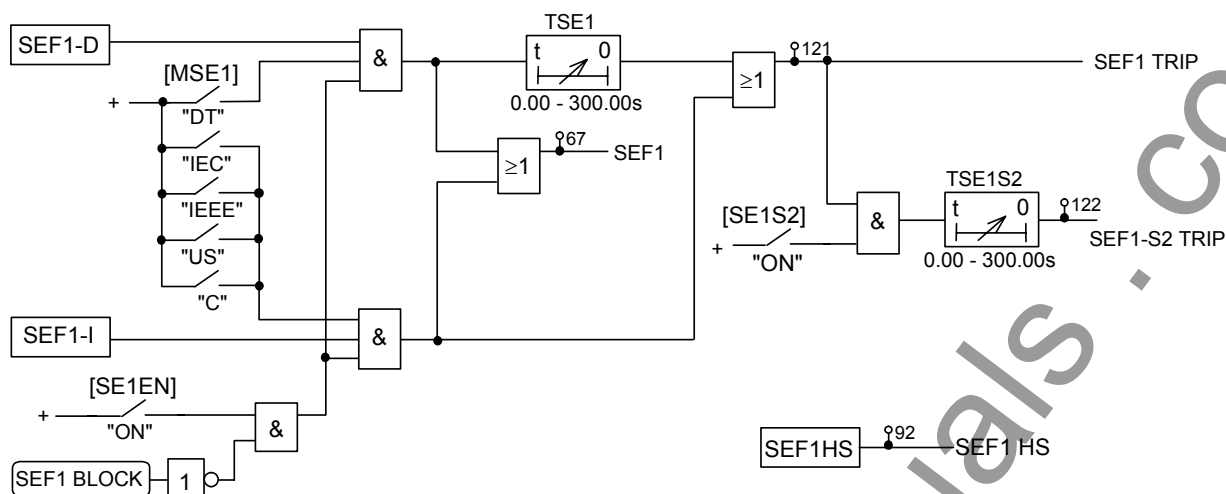 TSE1
SEF1-D
&
t 0
121
[MSE1]
≥1
SEF1 TRIP
+
"DT"
0.00 - 300.00s
67
"IEC"
≥1
SEF1
TSE1S2
"IEEE"
[SE1S2]
&
t 0
122
"US"
+
"ON"
0.00 - 300.00s
SEF1-S2 TRIP
"C"
SEF1-I
&
[SE1EN]
+
"ON"
&
SEF1HS
92
SEF1 HS
SEF1 BLOCK
1
uals . co